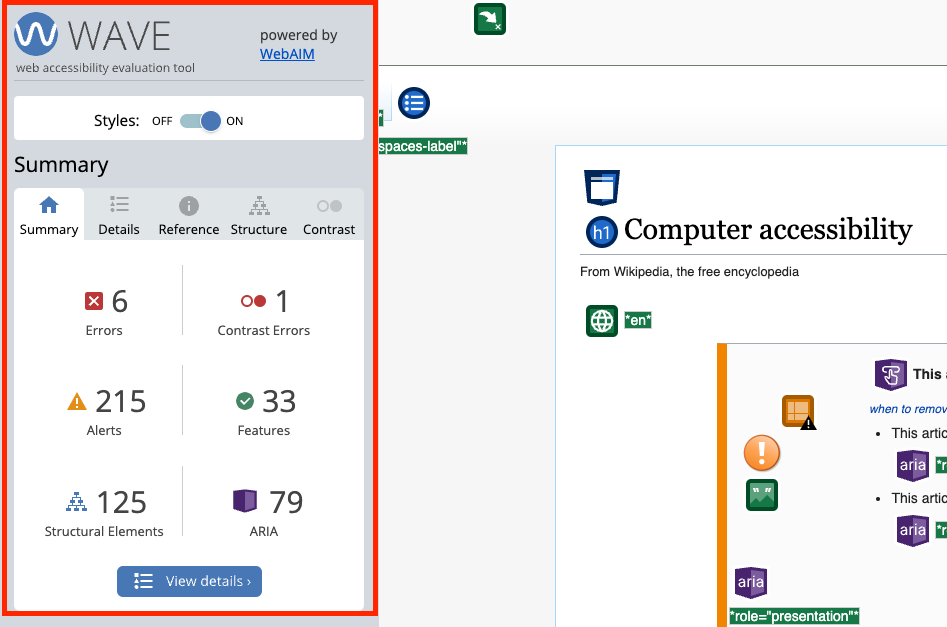 WAVE
powered by
WebAIM
web accessibility evaluation tool
Styles: OFF ON
Summary
Summary Details Reference Structure Contrast
6
Errors
1
Contrast Errors
215
Alerts
33
Features
125
Structural Elements
79
ARIA
View details ›
spaces-label"*
h1 Computer accessibility
From Wikipedia, the free encyclopedia
*en*
This a
when to remov
This artic
aria *r
This artic
aria *r
aria
*role="presentation"*